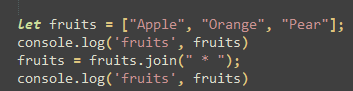 let fruits = ["Apple", "Orange", "Pear"];
console.log('fruits', fruits)
fruits = fruits.join(" * ");
console.log('fruits', fruits)